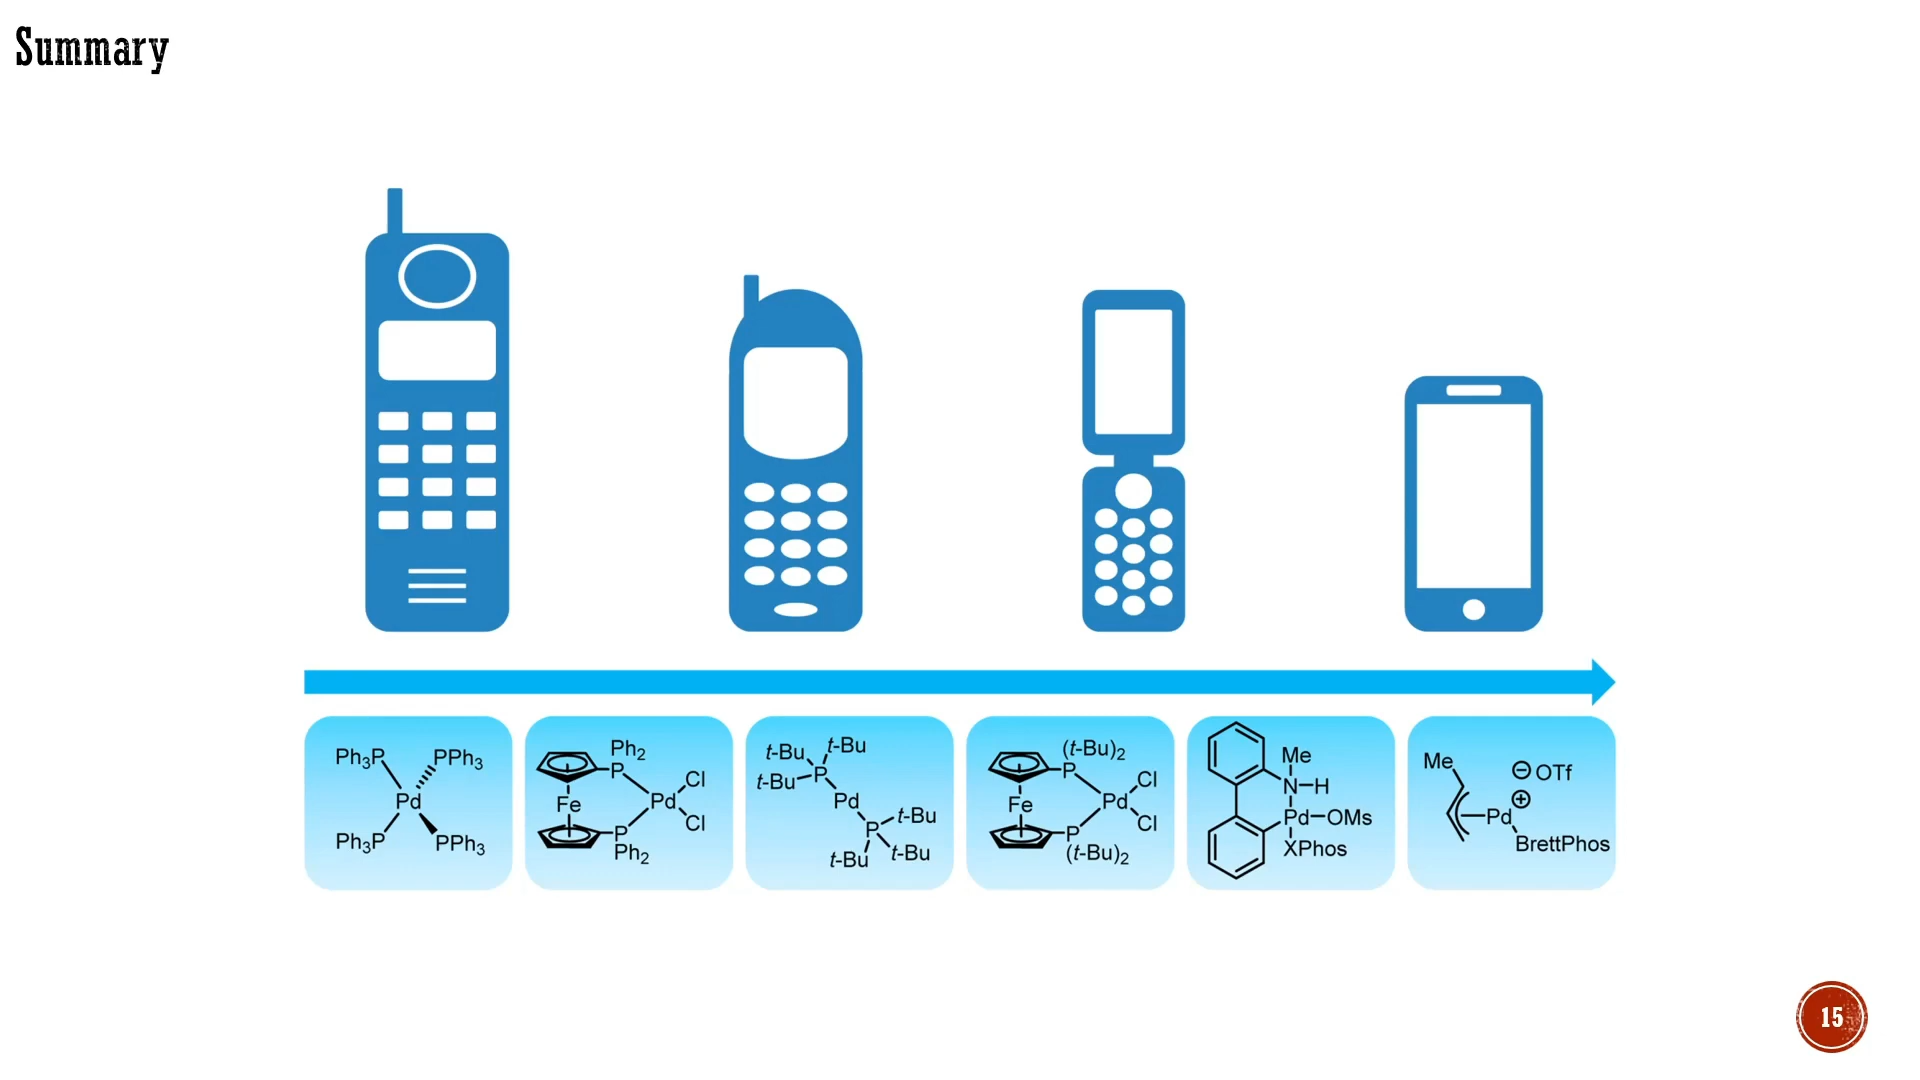 Summary
Ph₃P PPh₃
Pd
Ph₃P PPh₃
Ph₂
P
Cl
Fe Pd
Cl
P
Ph₂
t-Bu t-Bu
t-Bu P
Pd
P t-Bu
t-Bu t-Bu
(t-Bu)₂
P
Cl
Fe Pd
Cl
P
(t-Bu)₂
Me
N–H
Pd–OMs
XPhos
Me
⊖ OTf
⊕
Pd
BrettPhos
15